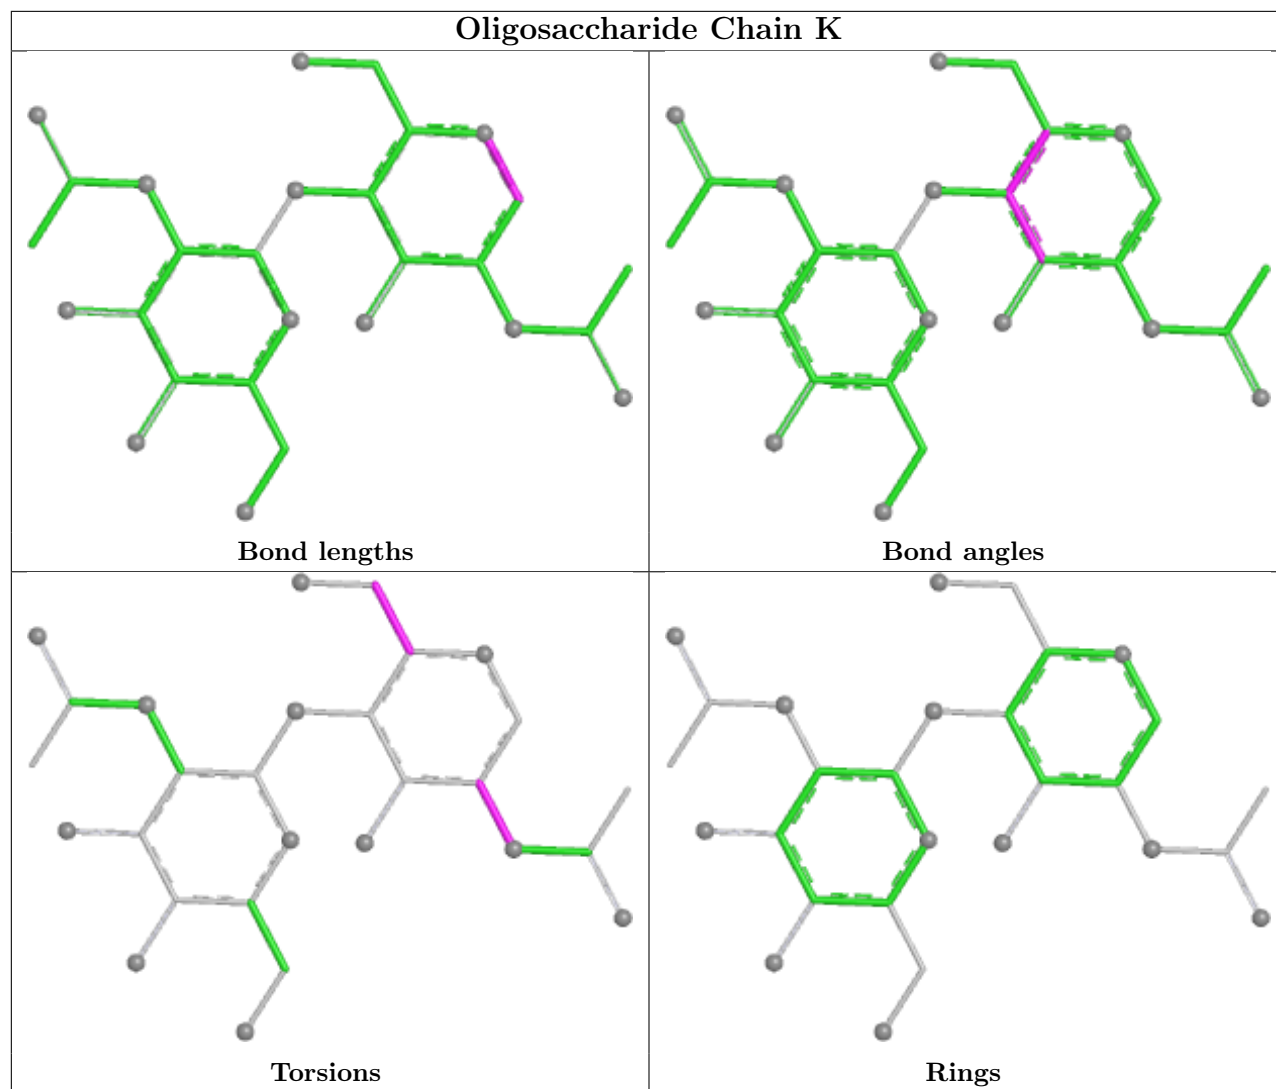 Oligosaccharide Chain K
Bond lengths
Bond angles
Torsions
Rings